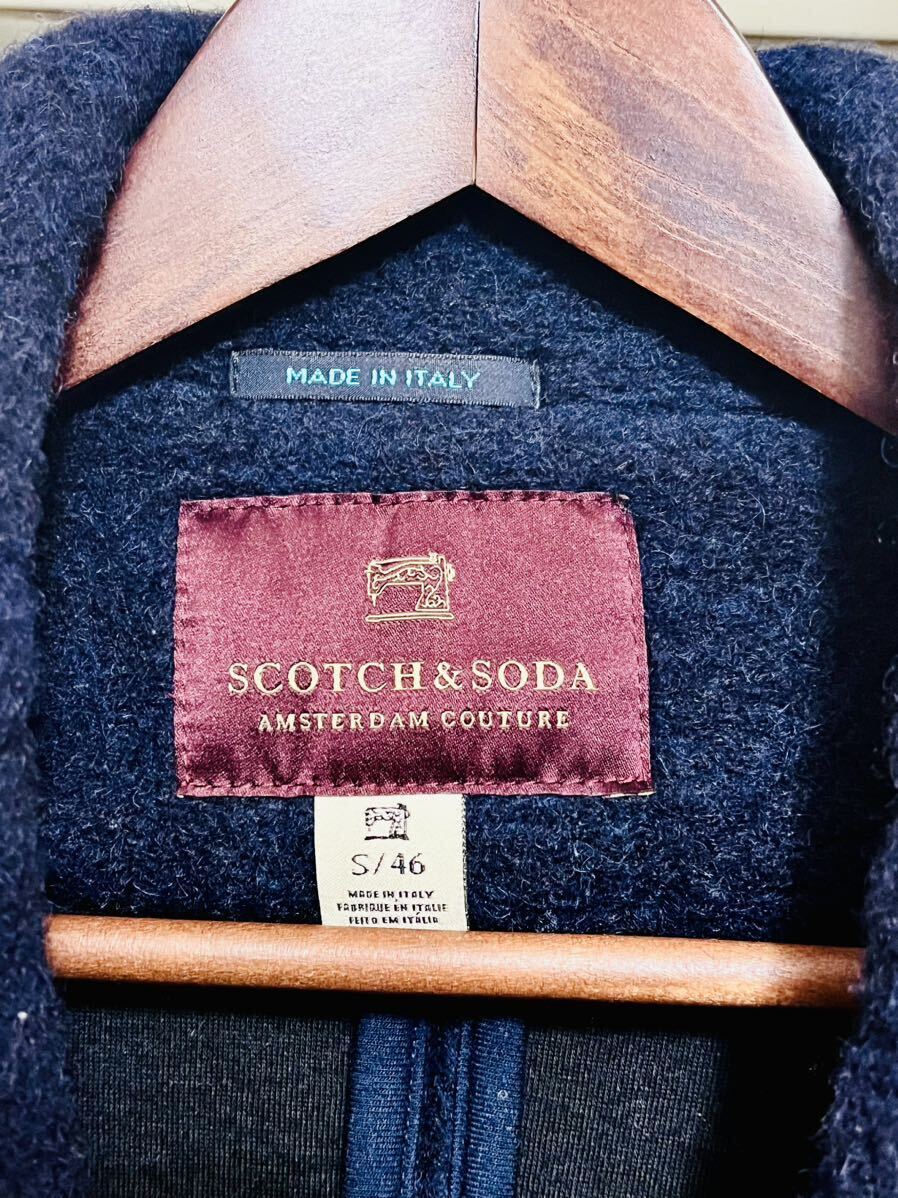 MADE IN ITALY
SCOTCH & SODA
AMSTERDAM COUTURE
S/46
MADE IN ITALY
FABRIQUE EN ITALIE
FEITO EM ITÁLIA